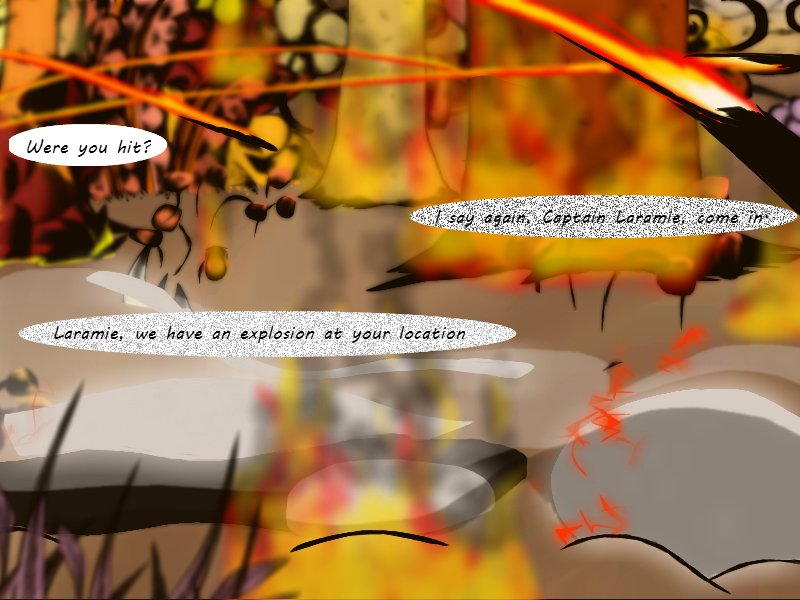 Were you hit?
I say again, Captain Laramie, come in.
Laramie, we have an explosion at your location